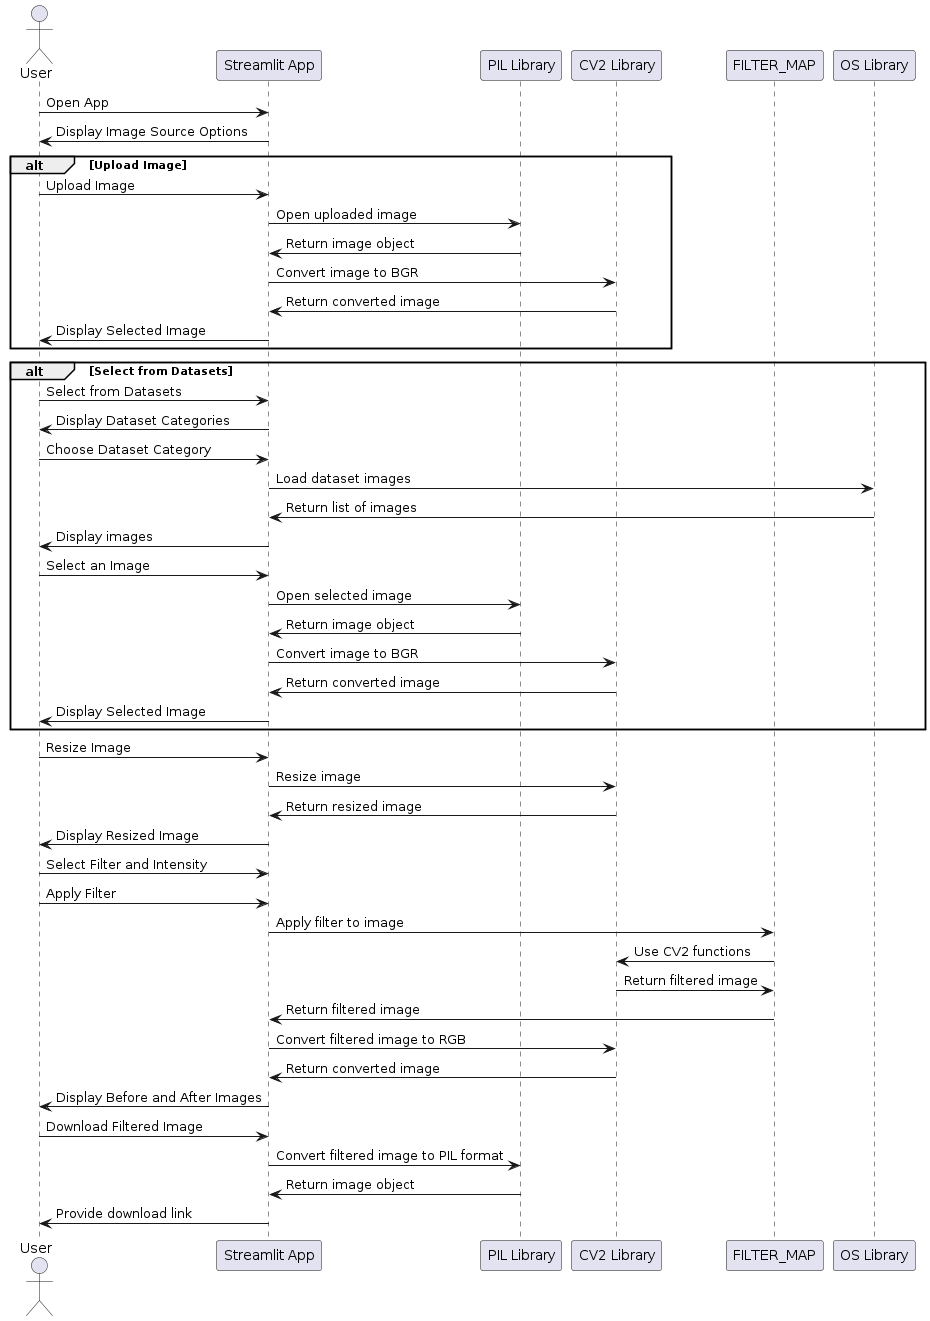 User
Streamlit App
PIL Library
CV2 Library
FILTER_MAP
OS Library
Open App
Display Image Source Options
alt
[Upload Image]
Upload Image
Open uploaded image
Return image object
Convert image to BGR
Return converted image
Display Selected Image
alt
[Select from Datasets]
Select from Datasets
Display Dataset Categories
Choose Dataset Category
Load dataset images
Return list of images
Display images
Select an Image
Open selected image
Return image object
Convert image to BGR
Return converted image
Display Selected Image
Resize Image
Resize image
Return resized image
Display Resized Image
Select Filter and Intensity
Apply Filter
Apply filter to image
Use CV2 functions
Return filtered image
Return filtered image
Convert filtered image to RGB
Return converted image
Display Before and After Images
Download Filtered Image
Convert filtered image to PIL format
Return image object
Provide download link
User
Streamlit App
PIL Library
CV2 Library
FILTER_MAP
OS Library